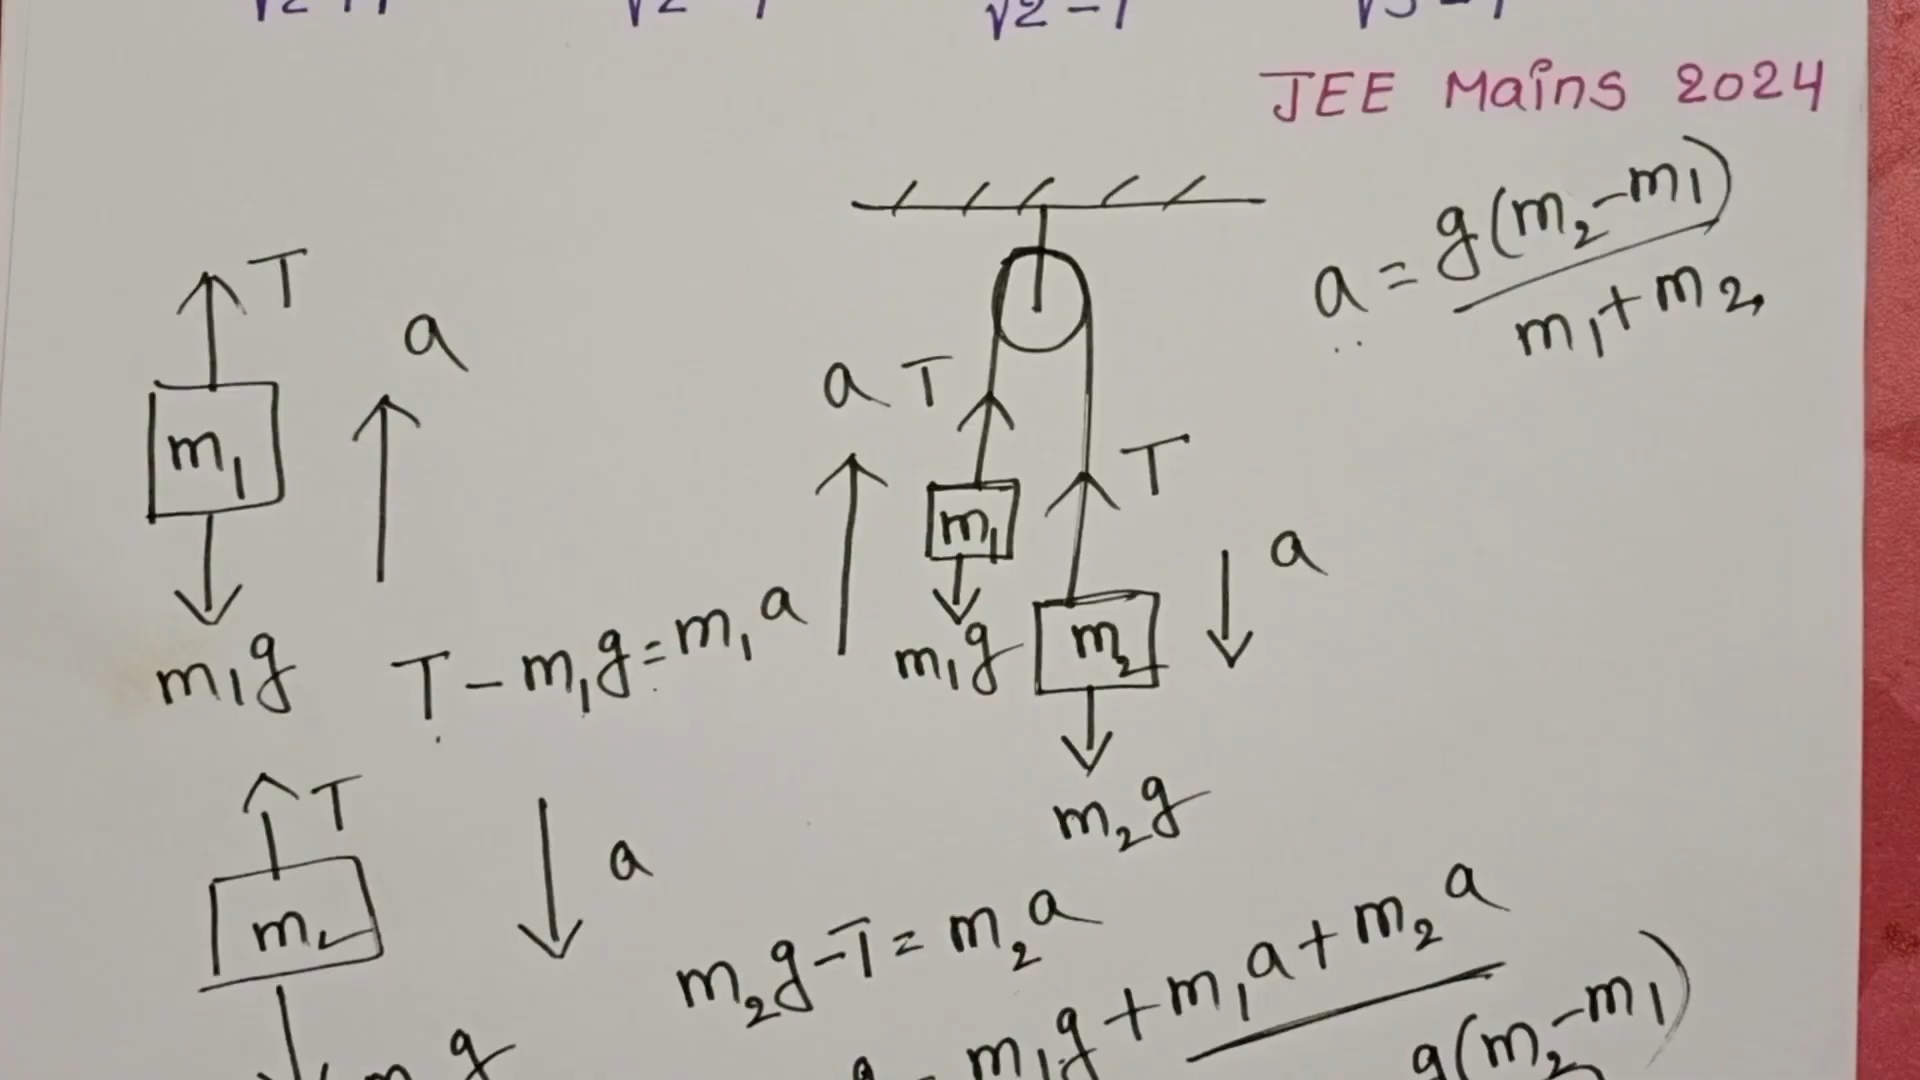 JEE Mains 2024
a = g(m₂-m₁)
m₁+m₂
T
a
m₁
m₁g
T - m₁g = m₁a
a T
T
m₁
a
m₁g
m₂
m₂g
T
a
m₂
m₂g - T = m₂a
m₁g + m₁a + m₂a
g(m₂-m₁)